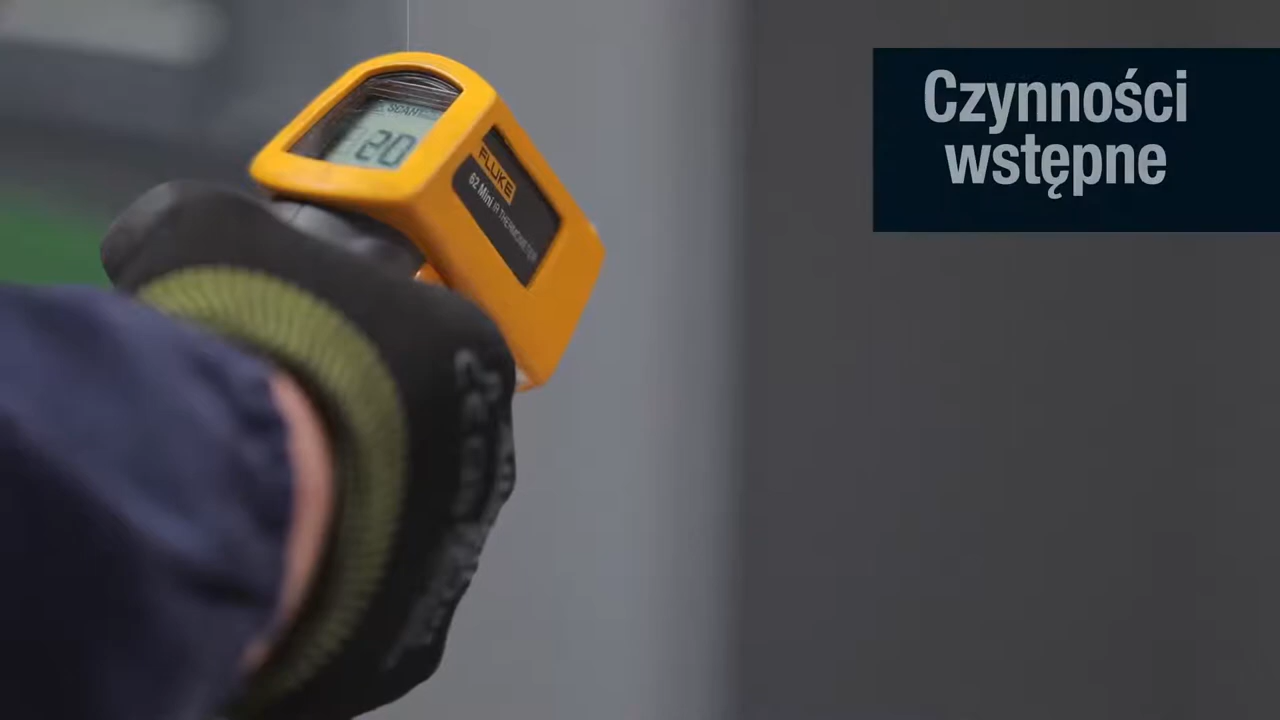 Czynności
wstępne
SCAN
20
FLUKE
62 Mini IR THERMOMETER